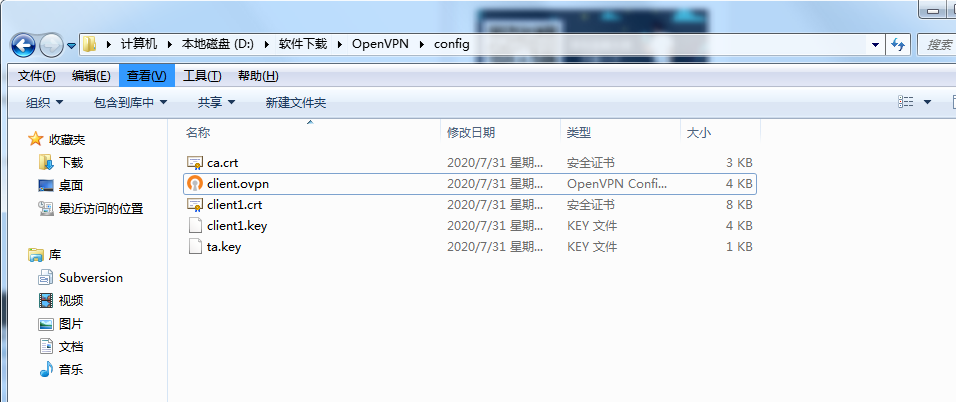 计算机 本地磁盘 (D:) 软件下载 OpenVPN config 搜索
文件(F) 编辑(E) 查看(V) 工具(T) 帮助(H)
组织 包含到库中 共享 新建文件夹
收藏夹
下载
桌面
最近访问的位置
库
Subversion
视频
图片
文档
音乐
名称 修改日期 类型 大小
ca.crt 2020/7/31 星期... 安全证书 3 KB
client.ovpn 2020/7/31 星期... OpenVPN Confi... 4 KB
client1.crt 2020/7/31 星期... 安全证书 8 KB
client1.key 2020/7/31 星期... KEY 文件 4 KB
ta.key 2020/7/31 星期... KEY 文件 1 KB